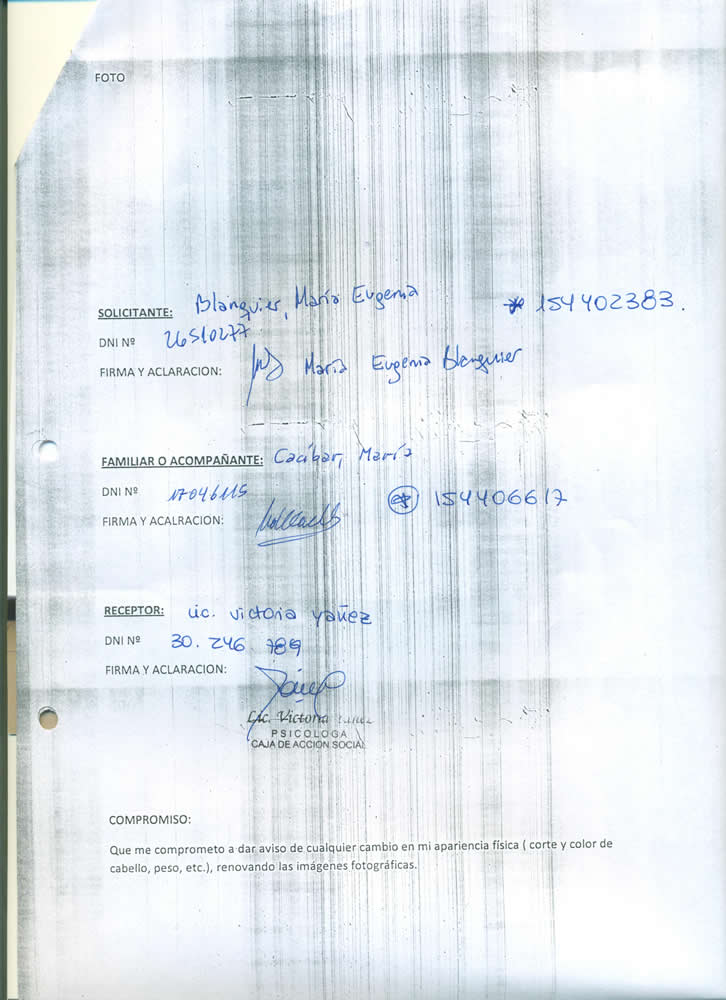 FOTO
SOLICITANTE: Blanguier, María Eugenia * 154402383.
DNI Nº 26510277
FIRMA Y ACLARACION: María Eugenia Blanguier
FAMILIAR O ACOMPAÑANTE: Cacibar, María
DNI Nº 17046115 154406617
FIRMA Y ACALRACION:
RECEPTOR: Lic. Victoria Yañez
DNI Nº 30.246 789
FIRMA Y ACLARACION:
Lic. Victoria Yañez
PSICOLOGA
CAJA DE ACCION SOCIAL
COMPROMISO:
Que me comprometo a dar aviso de cualquier cambio en mi apariencia física ( corte y color de
cabello, peso, etc.), renovando las imágenes fotográficas.